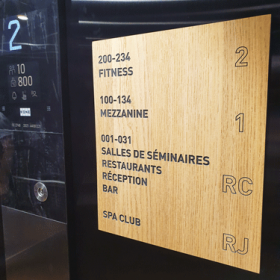 2
10
800
200-234
FITNESS
2
100-134
MEZZANINE
1
001-031
SALLES DE SÉMINAIRES
RESTAURANTS
RÉCEPTION
BAR
RC
SPA CLUB
RJ